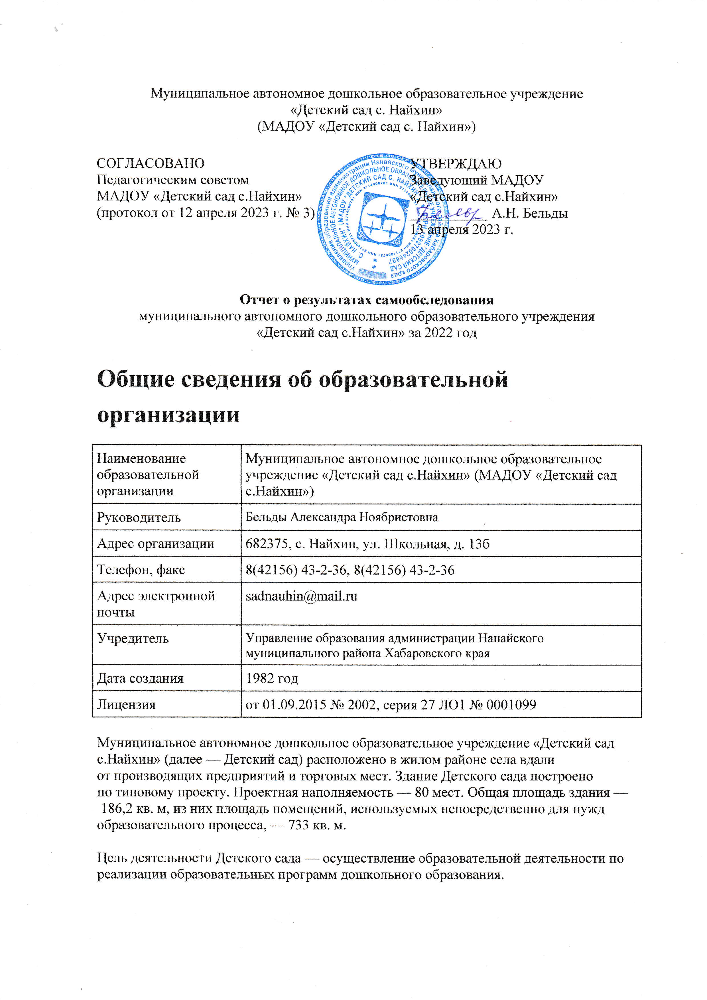 Муниципальное автономное дошкольное образовательное учреждение
«Детский сад с. Найхин»
(МАДОУ «Детский сад с. Найхин»)
СОГЛАСОВАНО
Педагогическим советом
МАДОУ «Детский сад с.Найхин»
(протокол от 12 апреля 2023 г. № 3)
УТВЕРЖДАЮ
Заведующий МАДОУ
«Детский сад с.Найхин»
А.Н. Бельды
13 апреля 2023 г.
Отчет о результатах самообследования
муниципального автономного дошкольного образовательного учреждения
«Детский сад с.Найхин» за 2022 год
Общие сведения об образовательной
организации
Наименование
образовательной
организации
Муниципальное автономное дошкольное образовательное
учреждение «Детский сад с.Найхин» (МАДОУ «Детский сад
с.Найхин»)
Руководитель
Бельды Александра Ноябристовна
Адрес организации
682375, с. Найхин, ул. Школьная, д. 13б
Телефон, факс
8(42156) 43-2-36, 8(42156) 43-2-36
Адрес электронной
почты
sadnauhin@mail.ru
Учредитель
Управление образования администрации Нанайского
муниципального района Хабаровского края
Дата создания
1982 год
Лицензия
от 01.09.2015 № 2002, серия 27 ЛО1 № 0001099
Муниципальное автономное дошкольное образовательное учреждение «Детский сад
с.Найхин» (далее — Детский сад) расположено в жилом районе села вдали
от производящих предприятий и торговых мест. Здание Детского сада построено
по типовому проекту. Проектная наполняемость — 80 мест. Общая площадь здания —
186,2 кв. м, из них площадь помещений, используемых непосредственно для нужд
образовательного процесса, — 733 кв. м.
Цель деятельности Детского сада — осуществление образовательной деятельности по
реализации образовательных программ дошкольного образования.